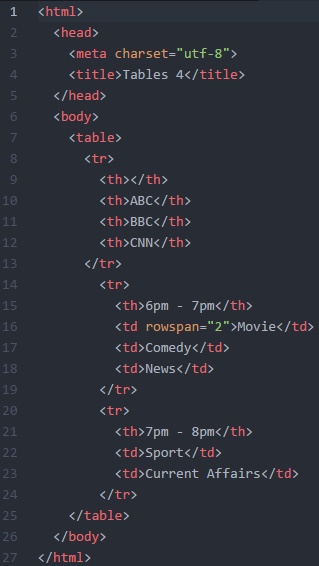 1 <html>
2 <head>
3 <meta charset="utf-8">
4 <title>Tables 4</title>
5 </head>
6 <body>
7 <table>
8 <tr>
9 <th></th>
10 <th>ABC</th>
11 <th>BBC</th>
12 <th>CNN</th>
13 </tr>
14 <tr>
15 <th>6pm - 7pm</th>
16 <td rowspan="2">Movie</td>
17 <td>Comedy</td>
18 <td>News</td>
19 </tr>
20 <tr>
21 <th>7pm - 8pm</th>
22 <td>Sport</td>
23 <td>Current Affairs</td>
24 </tr>
25 </table>
26 </body>
27 </html>